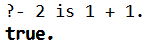 ?- 2 is 1 + 1.
true.